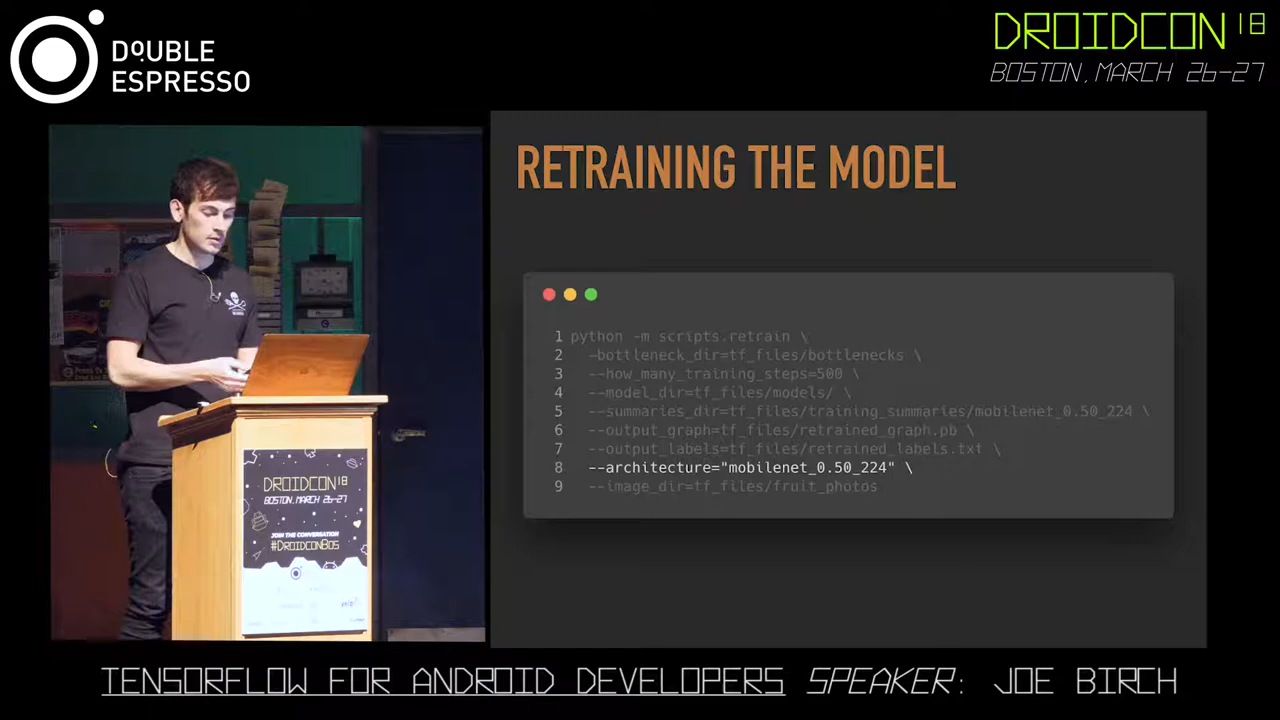 DOUBLE
ESPRESSO
DROIDCON 18
BOSTON, MARCH 26-27
RETRAINING THE MODEL
1 python -m scripts.retrain \
2 —bottleneck_dir=tf_files/bottlenecks \
3 --how_many_training_steps=500 \
4 --model_dir=tf_files/models/ \
5 --summaries_dir=tf_files/training_summaries/mobilenet_0.50_224 \
6 --output_graph=tf_files/retrained_graph.pb \
7 --output_labels=tf_files/retrained_labels.txt \
8 --architecture="mobilenet_0.50_224" \
9 --image_dir=tf_files/fruit_photos
DROIDCON 18
BOSTON, MARCH 26-27
JOIN THE CONVERSATION
#DROIDCONBOS
TENSORFLOW FOR ANDROID DEVELOPERS SPEAKER: JOE BIRCH